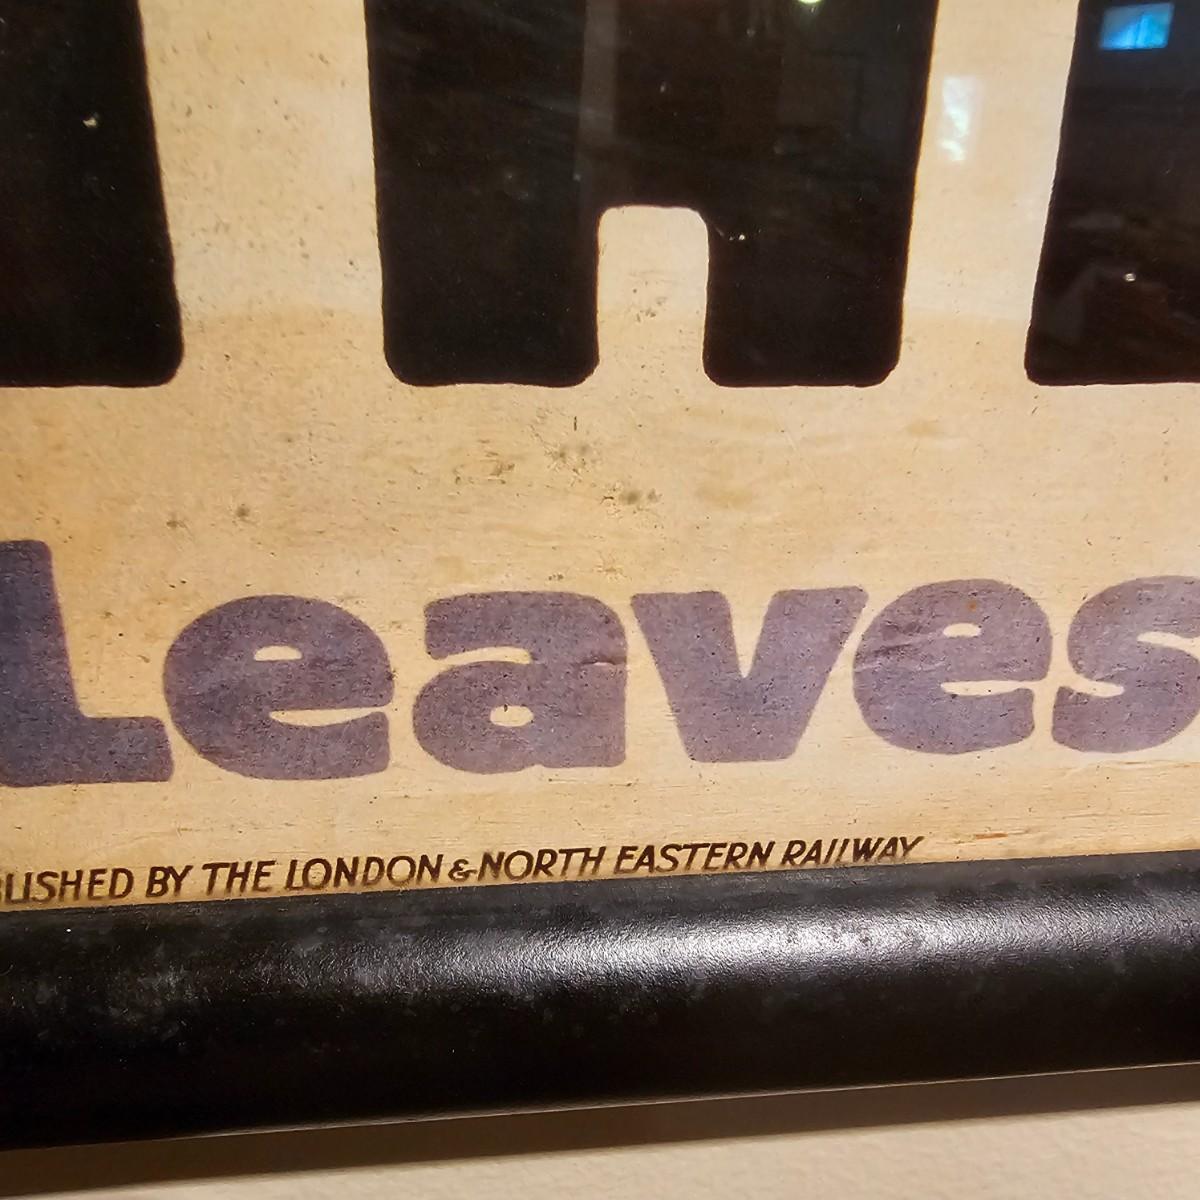 Leaves
LISHED BY THE LONDON & NORTH EASTERN RAILWAY